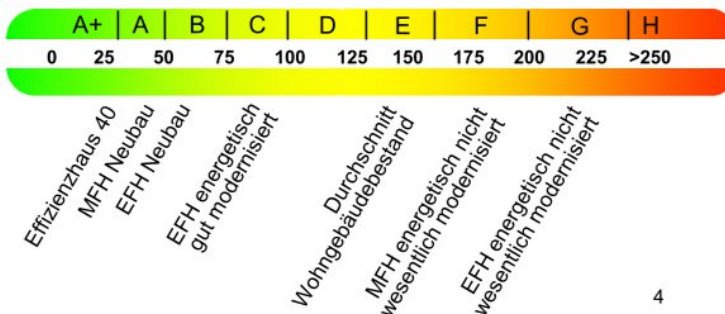 A+ A B C D E F G H
0 25 50 75 100 125 150 175 200 225 >250
Effizienzhaus 40
MFH Neubau
EFH Neubau
EFH energetisch
gut modernisiert
Durchschnitt
Wohngebäudebestand
MFH energetisch nicht
wesentlich modernisiert
EFH energetisch nicht
wesentlich modernisiert
4